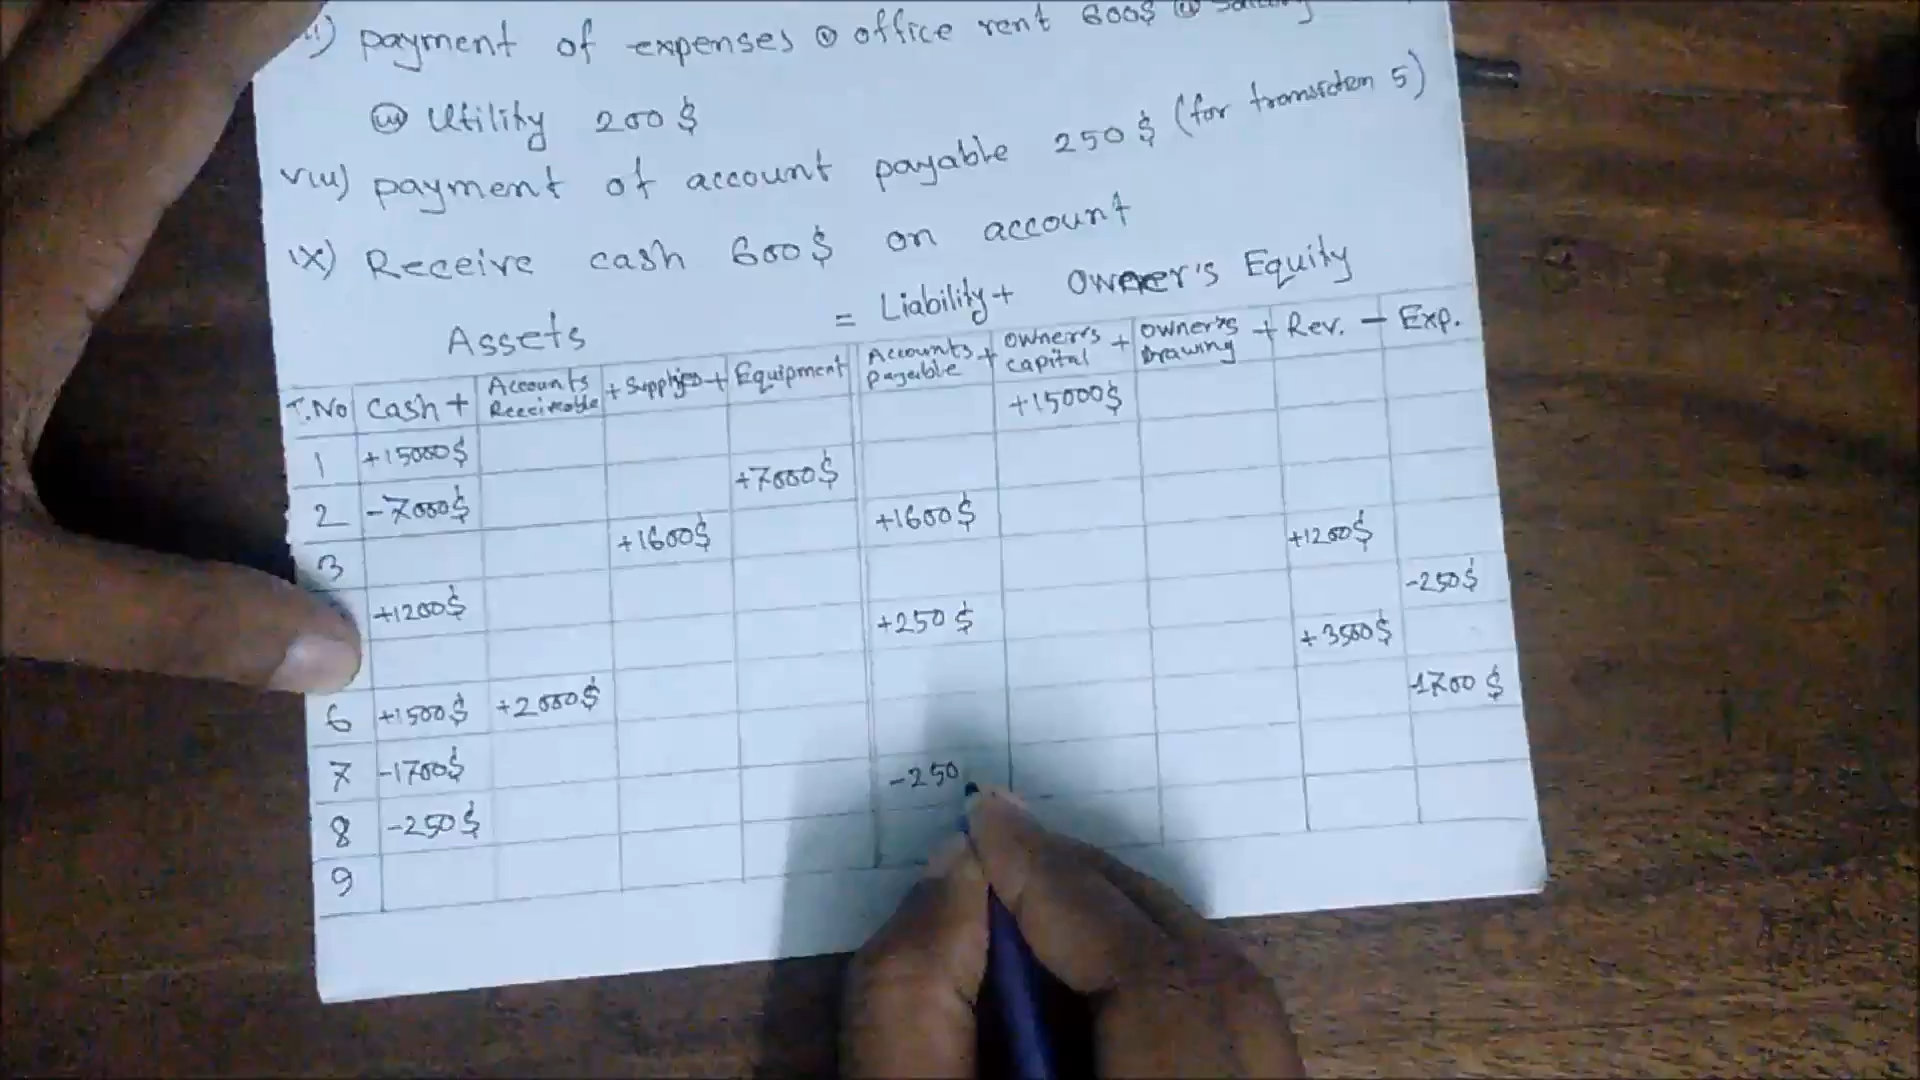 payment of expenses ⓘ office rent 600$ ⓘⓘ
ⓘⓘⓘ Utility 200$
viii) payment of account payable 250$ (for transiction 5)
ix) Receive cash 600$ on account
Assets = Liability + Owner's Equity
T.No Cash + Accounts Receivable + Supplies + Equipment Accounts payable + Owner's capital + Owner's Drawing + Rev. - Exp.
1 +15000$ +15000$
2 -7000$ +7000$
3 +1600$ +1600$
+1200$ +1200$
+250$ -250$
6 +1500$ +2000$ +3500$
7 -1700$ -1700$
8 -250$ -250
9